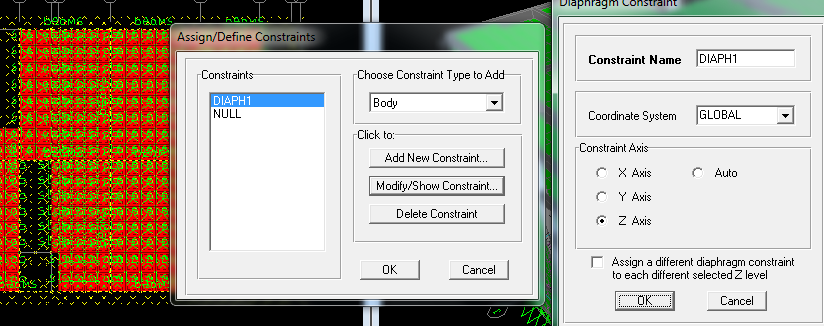 Assign/Define Constraints
Constraints
DIAPH1
NULL
Choose Constraint Type to Add
Body
Click to:
Add New Constraint...
Modify/Show Constraint...
Delete Constraint
OK
Cancel
Diaphragm Constraint
Constraint Name
DIAPH1
Coordinate System
GLOBAL
Constraint Axis
X Axis
Auto
Y Axis
Z Axis
Assign a different diaphragm constraint
to each different selected Z level
OK
Cancel